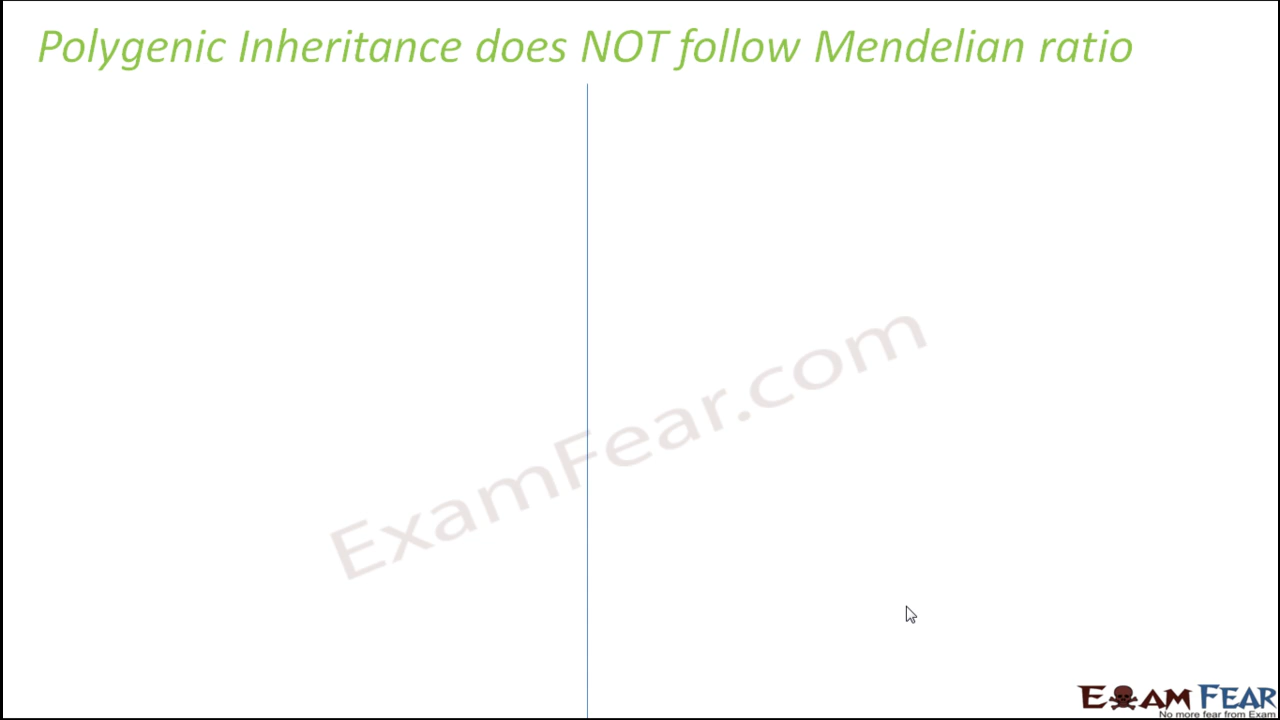 Polygenic Inheritance does NOT follow Mendelian ratio
ExamFear.com
EXAM FEAR
No more fear from Exam